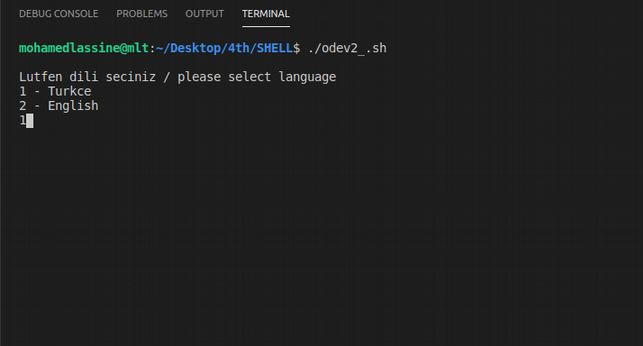 DEBUG CONSOLE PROBLEMS OUTPUT TERMINAL
mohamedlassine@mlt:~/Desktop/4th/SHELL$ ./odev2_.sh
Lutfen dili seciniz / please select language
1 - Turkce
2 - English
1